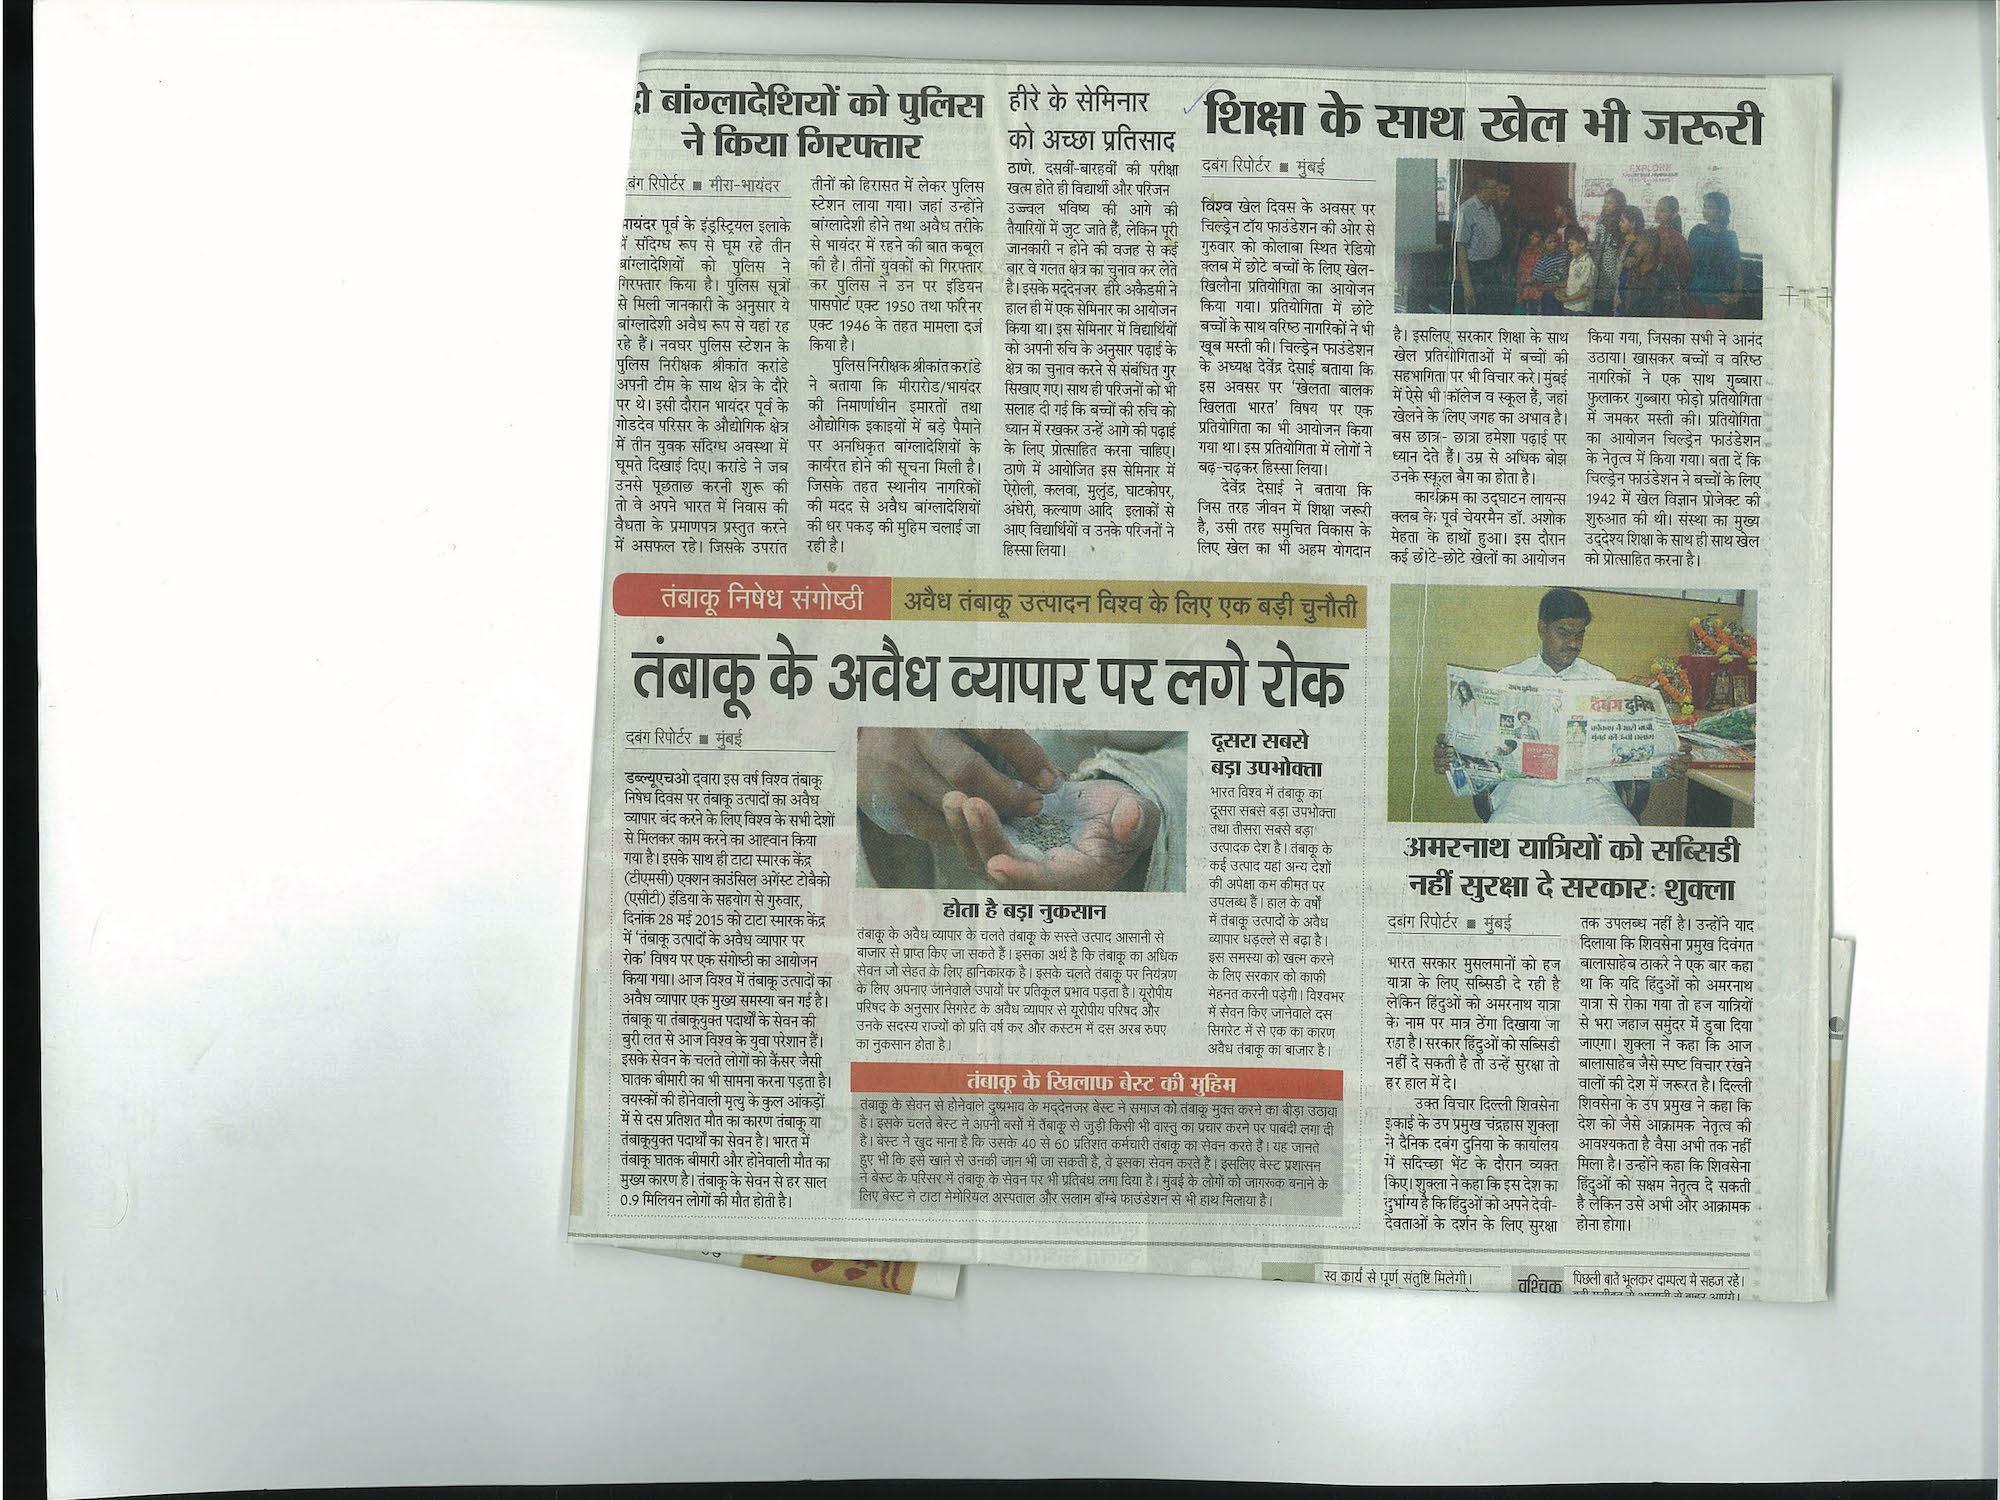 बांग्लादेशियों को पुलिस
ने किया गिरफ्तार
रिपोर्टर ■ मीरा-भायंदर
पूर्व के इंड्स्ट्रियल इलाके
में संदिग्ध रूप से घूम रहे तीन
बांग्लादेशियों को पुलिस ने
गिरफ्तार किया है। पुलिस सूत्रों
से मिली जानकारी के अनुसार ये
बांग्लादेशी अवैध रूप से यहां रह
रहे हैं। नवघर पुलिस स्टेशन के
पुलिस निरीक्षक श्रीकांत करांडे
अपनी टीम के साथ क्षेत्र के दौरे
पर थे। इसी दौरान भायंदर पूर्व के
गोडदेव परिसर के औद्योगिक क्षेत्र
में तीन युवक संदिग्ध अवस्था में
घूमते दिखाई दिए। करांडे ने जब
उनसे पूछताछ करनी शुरू की
तो वे अपने भारत में निवास की
वैधता के प्रमाणपत्र प्रस्तुत करने
में असफल रहे। जिसके उपरांत
तीनों को हिरासत में लेकर पुलिस
स्टेशन लाया गया। जहां उन्होंने
बांग्लादेशी होने तथा अवैध तरीके
से भायंदर में रहने की बात कबूल
की है। तीनों युवकों को गिरफ्तार
कर पुलिस ने उन पर इंडियन
पासपोर्ट एक्ट 1950 तथा फॉरेनर
एक्ट 1946 के तहत मामला दर्ज
किया है।
पुलिस निरीक्षक श्रीकांत करांडे
ने बताया कि मीरारोड/भायंदर
की निमार्णाधीन इमारतों तथा
औद्योगिक इकाइयों में बड़े पैमाने
पर अनधिकृत बांग्लादेशियों के
कार्यरत होने की सूचना मिली है।
जिसके तहत स्थानीय नागरिकों
की मदद से अवैध बांग्लादेशियों
की धर पकड़ की मुहिम चलाई जा
रही है।
हीरे के सेमिनार
को अच्छा प्रतिसाद
ठाणे. दसवीं-बारहवीं की परीक्षा
खत्म होते ही विद्यार्थी और परिजन
उज्ज्वल भविष्य की आगे की
तैयारियों में जुट जाते हैं, लेकिन पूरी
जानकारी न होने की वजह से कई
बार वे गलत क्षेत्र का चुनाव कर लेते
है। इसके मद्देनजर हीरे अकैडमी ने
हाल ही में एक सेमिनार का आयोजन
किया था। इस सेमिनार में विद्यार्थियों
को अपनी रुचि के अनुसार पढ़ाई के
क्षेत्र का चुनाव करने से संबंधित गुर
सिखाए गए। साथ ही परिजनों को भी
सलाह दी गई कि बच्चों की रुचि को
ध्यान में रखकर उन्हें आगे की पढ़ाई
के लिए प्रोत्साहित करना चाहिए।
ठाणे में आयोजित इस सेमिनार में
ऐरोली, कलवा, मुलुंड, घाटकोपर,
अंधेरी, कल्याण आदि इलाकों से
आए विद्यार्थियों व उनके परिजनों ने
हिस्सा लिया।
शिक्षा के साथ खेल भी जरूरी
दबंग रिपोर्टर ■ मुंबई
विश्व खेल दिवस के अवसर पर
चिल्ड्रेन टॉय फाउंडेशन की ओर से
गुरुवार को कोलाबा स्थित रेडियो
क्लब में छोटे बच्चों के लिए खेल-
खिलौना प्रतियोगिता का आयोजन
किया गया। प्रतियोगिता में छोटे
बच्चों के साथ वरिष्ठ नागरिकों ने भी
खूब मस्ती की। चिल्ड्रेन फाउंडेशन
के अध्यक्ष देवेंद्र देसाई बताया कि
इस अवसर पर 'खेलता बालक
खिलता भारत' विषय पर एक
प्रतियोगिता का भी आयोजन किया
गया था। इस प्रतियोगिता में लोगों ने
बढ़-चढ़कर हिस्सा लिया।
देवेंद्र देसाई ने बताया कि
जिस तरह जीवन में शिक्षा जरूरी
है, उसी तरह समुचित विकास के
लिए खेल का भी अहम योगदान
EXPLORE
है। इसलिए सरकार शिक्षा के साथ
खेल प्रतियोगिताओं में बच्चों की
सहभागिता पर भी विचार करे। मुंबई
में ऐसे भी कॉलेज व स्कूल हैं, जहां
खेलने के लिए जगह का अभाव है।
बस छात्र- छात्रा हमेशा पढ़ाई पर
ध्यान देते हैं। उम्र से अधिक बोझ
उनके स्कूल बैग का होता है।
कार्यक्रम का उद्घाटन लायन्स
क्लब के पूर्व चेयरमैन डॉ. अशोक
मेहता के हाथों हुआ। इस दौरान
कई छोटे-छोटे खेलों का आयोजन
किया गया, जिसका सभी ने आनंद
उठाया। खासकर बच्चों व वरिष्ठ
नागरिकों ने एक साथ गुब्बारा
फुलाकर गुब्बारा फोड़ो प्रतियोगिता
में जमकर मस्ती की। प्रतियोगिता
का आयोजन चिल्ड्रेन फाउंडेशन
के नेतृत्व में किया गया। बता दें कि
चिल्ड्रेन फाउंडेशन ने बच्चों के लिए
1942 में खेल विज्ञान प्रोजेक्ट की
शुरुआत की थी। संस्था का मुख्य
उद्देश्य शिक्षा के साथ ही साथ खेल
को प्रोत्साहित करना है।
तंबाकू निषेध संगोष्ठी
अवैध तंबाकू उत्पादन विश्व के लिए एक बड़ी चुनौती
तंबाकू के अवैध व्यापार पर लगे रोक
दबंग रिपोर्टर ■ मुंबई
डब्ल्यूएचओ द्वारा इस वर्ष विश्व तंबाकू
निषेध दिवस पर तंबाकू उत्पादों का अवैध
व्यापार बंद करने के लिए विश्व के सभी देशों
से मिलकर काम करने का आह्वान किया
गया है। इसके साथ ही टाटा स्मारक केंद्र
(टीएमसी) एक्शन काउंसिल अगेंस्ट टोबैको
(एसीटी) इंडिया के सहयोग से गुरुवार,
दिनांक 28 मई 2015 को टाटा स्मारक केंद्र
में 'तंबाकू उत्पादों के अवैध व्यापार पर
रोक' विषय पर एक संगोष्ठी का आयोजन
किया गया। आज विश्व में तंबाकू उत्पादों का
अवैध व्यापार एक मुख्य समस्या बन गई है।
तंबाकू या तंबाकूयुक्त पदार्थों के सेवन की
बुरी लत से आज विश्व के युवा परेशान हैं।
इसके सेवन के चलते लोगों को कैंसर जैसी
घातक बीमारी का भी सामना करना पड़ता है।
वयस्कों की होनेवाली मृत्यु के कुल आंकड़ों
में से दस प्रतिशत मौत का कारण तंबाकू या
तंबाकूयुक्त पदार्थों का सेवन है। भारत में
तंबाकू घातक बीमारी और होनेवाली मौत का
मुख्य कारण है। तंबाकू के सेवन से हर साल
0.9 मिलियन लोगों की मौत होती है।
होता है बड़ा नुकसान
तंबाकू के अवैध व्यापार के चलते तंबाकू के सस्ते उत्पाद आसानी से
बाजार से प्राप्त किए जा सकते हैं। इसका अर्थ है कि तंबाकू का अधिक
सेवन जो सेहत के लिए हानिकारक है। इसके चलते तंबाकू पर नियंत्रण
के लिए अपनाए जानेवाले उपायों पर प्रतिकूल प्रभाव पड़ता है। यूरोपीय
परिषद के अनुसार सिगरेट के अवैध व्यापार से यूरोपीय परिषद और
उनके सदस्य राज्यों को प्रति वर्ष कर और कस्टम में दस अरब रुपए
का नुकसान होता है।
दूसरा सबसे
बड़ा उपभोक्ता
भारत विश्व में तंबाकू का
दूसरा सबसे बड़ा उपभोक्ता
तथा तीसरा सबसे बड़ा
उत्पादक देश है। तंबाकू के
कई उत्पाद यहां अन्य देशों
की अपेक्षा कम कीमत पर
उपलब्ध हैं। हाल के वर्षों
में तंबाकू उत्पादों के अवैध
व्यापार धड़ल्ले से बढ़ा है।
इस समस्या को खत्म करने
के लिए सरकार को काफी
मेहनत करनी पड़ेगी। विश्वभर
में सेवन किए जानेवाले दस
सिगरेट में से एक का कारण
अवैध तंबाकू का बाजार है।
तंबाकू के खिलाफ बेस्ट की मुहिम
तंबाकू के सेवन से होनेवाले दुष्प्रभाव के मद्देनजर बेस्ट ने समाज को तंबाकू मुक्त करने का बीड़ा उठाया
है। इसके चलते बेस्ट ने अपनी बसों में तंबाकू से जुड़ी किसी भी वास्तु का प्रचार करने पर पाबंदी लगा दी
है। बेस्ट ने खुद माना है कि उसके 40 से 60 प्रतिशत कर्मचारी तंबाकू का सेवन करते हैं। यह जानते
हुए भी कि इसे खाने से उनकी जान भी जा सकती है, वे इसका सेवन करते हैं। इसलिए बेस्ट प्रशासन
ने बेस्ट के परिसर में तंबाकू के सेवन पर भी प्रतिबंध लगा दिया है। मुंबई के लोगों को जागरूक बनाने के
लिए बेस्ट ने टाटा मेमोरियल अस्पताल और सलाम बॉम्बे फाउंडेशन से भी हाथ मिलाया है।
दबंग दुनिया
अमरनाथ यात्रियों को सब्सिडी
नहीं सुरक्षा दे सरकार: शुक्ला
दबंग रिपोर्टर ■ मुंबई
भारत सरकार मुसलमानों को हज
यात्रा के लिए सब्सिडी दे रही है
लेकिन हिंदुओं को अमरनाथ यात्रा
के नाम पर मात्र ठेंगा दिखाया जा
रहा है। सरकार हिंदुओं को सब्सिडी
नहीं दे सकती है तो उन्हें सुरक्षा तो
हर हाल में दे।
उक्त विचार दिल्ली शिवसेना
इकाई के उप प्रमुख चंद्रहास शुक्ला
ने दैनिक दबंग दुनिया के कार्यालय
में सदिच्छा भेंट के दौरान व्यक्त
किए। शुक्ला ने कहा कि इस देश का
दुर्भाग्य है कि हिंदुओं को अपने देवी-
देवताओं के दर्शन के लिए सुरक्षा
तक उपलब्ध नहीं है। उन्होंने याद
दिलाया कि शिवसेना प्रमुख दिवंगत
बालासाहेब ठाकरे ने एक बार कहा
था कि यदि हिंदुओं को अमरनाथ
यात्रा से रोका गया तो हज यात्रियों
से भरा जहाज समुंदर में डुबा दिया
जाएगा। शुक्ला ने कहा कि आज
बालासाहेब जैसे स्पष्ट विचार रखने
वालों की देश में जरूरत है। दिल्ली
शिवसेना के उप प्रमुख ने कहा कि
देश को जैसे आक्रामक नेतृत्व की
आवश्यकता है वैसा अभी तक नहीं
मिला है। उन्होंने कहा कि शिवसेना
हिंदुओं को सक्षम नेतृत्व दे सकती
है लेकिन उसे अभी और आक्रामक
होना होगा।
स्व कार्य से पूर्ण संतुष्टि मिलेगी।
वृश्चिक
पिछली बातें भूलकर दाम्पत्य में सहज रहें।